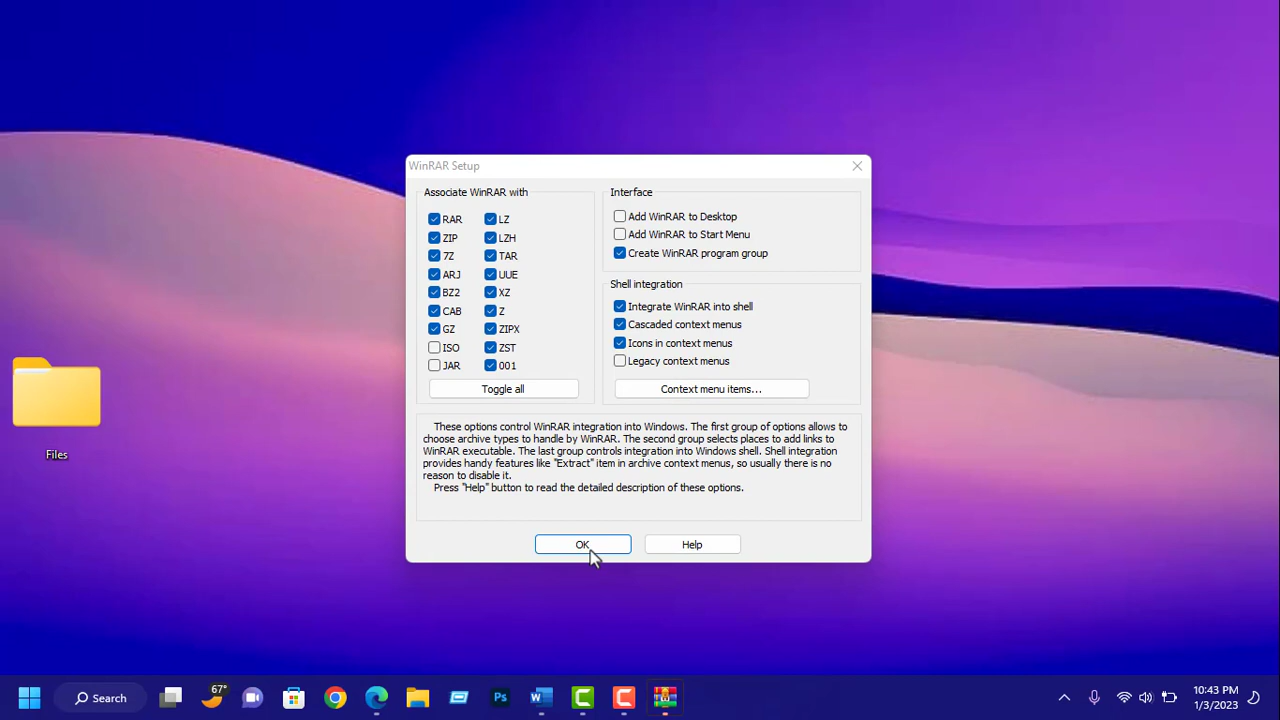 WinRAR Setup
Associate WinRAR with
RAR
LZ
ZIP
LZH
7Z
TAR
ARJ
UUE
BZ2
XZ
CAB
Z
GZ
ZIPX
ISO
ZST
JAR
001
Toggle all
Interface
Add WinRAR to Desktop
Add WinRAR to Start Menu
Create WinRAR program group
Shell integration
Integrate WinRAR into shell
Cascaded context menus
Icons in context menus
Legacy context menus
Context menu items...
These options control WinRAR integration into Windows. The first group of options allows to
choose archive types to handle by WinRAR. The second group selects places to add links to
WinRAR executable. The last group controls integration into Windows shell. Shell integration
provides handy features like "Extract" item in archive context menus, so usually there is no
reason to disable it.
Press "Help" button to read the detailed description of these options.
OK
Help
Files
Search
67°
Ps
W
C
C
10:43 PM
1/3/2023